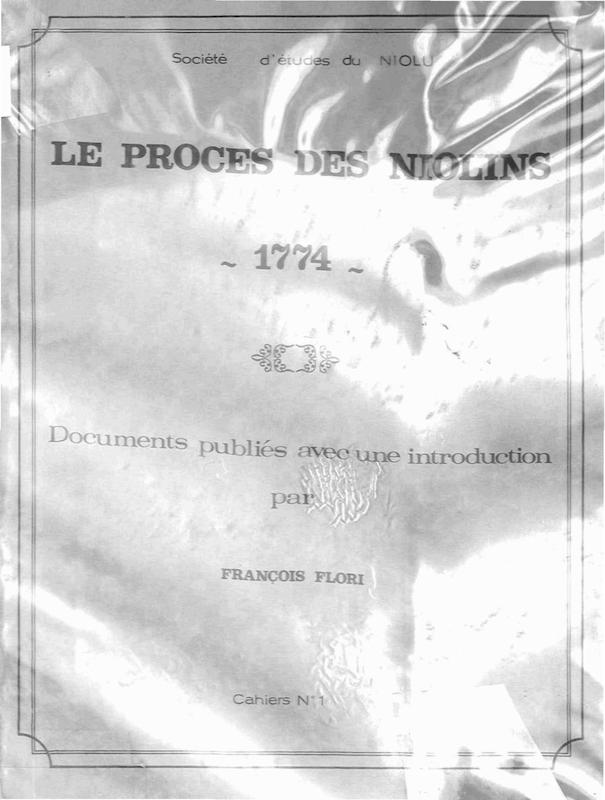 Société d'études du NIOLU
LE PROCES DES NIOLINS
~ 1774 ~
Documents publiés avec une introduction
par
FRANÇOIS FLORI
Cahiers N°1